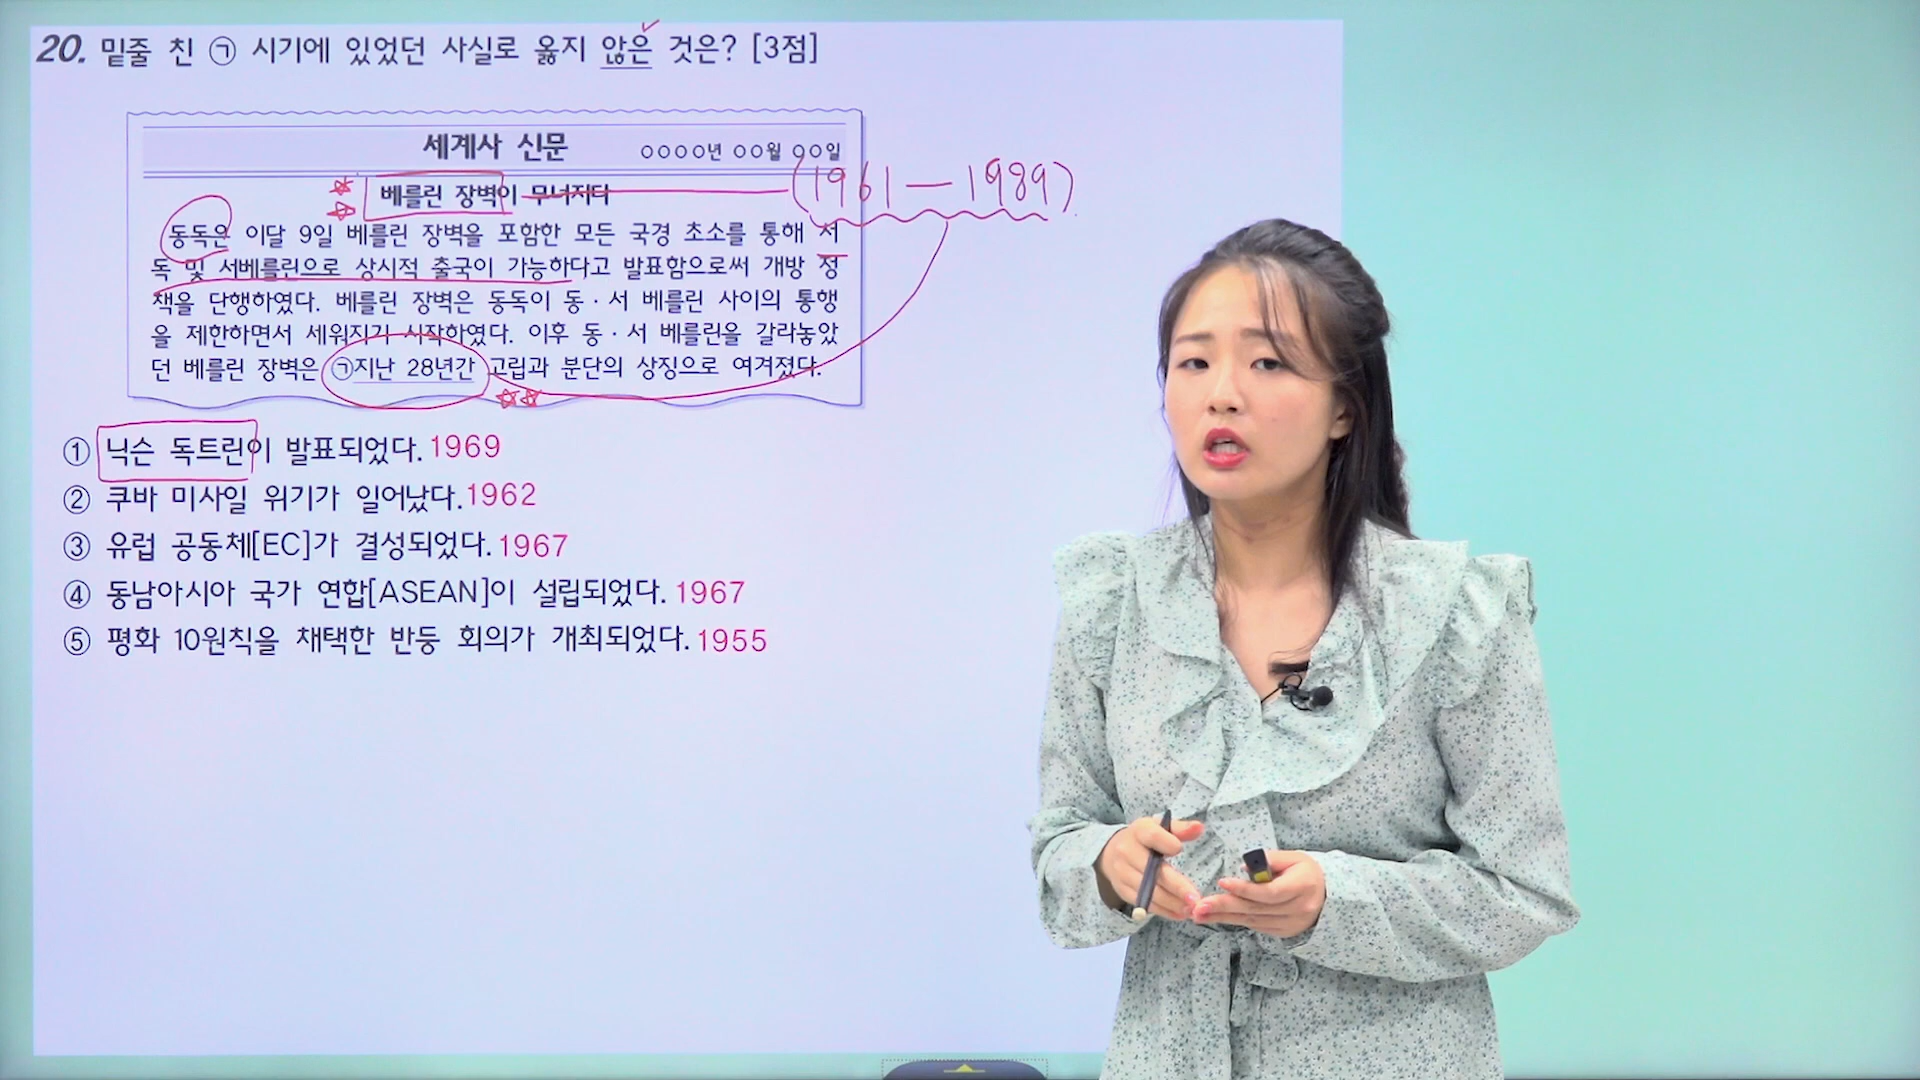 20. 밑줄 친 ㉠ 시기에 있었던 사실로 옳지 않은 것은? [3점]
세계사 신문 ○○○○년 ○○월 ○○일
베를린 장벽이 무너지다 (1961 — 1989)
동독은 이달 9일 베를린 장벽을 포함한 모든 국경 초소를 통해 서
독 및 서베를린으로 상시적 출국이 가능하다고 발표함으로써 개방 정
책을 단행하였다. 베를린 장벽은 동독이 동·서 베를린 사이의 통행
을 제한하면서 세워지기 시작하였다. 이후 동·서 베를린을 갈라놓았
던 베를린 장벽은 ㉠지난 28년간 고립과 분단의 상징으로 여겨졌다.
① 닉슨 독트린이 발표되었다. 1969
② 쿠바 미사일 위기가 일어났다. 1962
③ 유럽 공동체[EC]가 결성되었다. 1967
④ 동남아시아 국가 연합[ASEAN]이 설립되었다. 1967
⑤ 평화 10원칙을 채택한 반둥 회의가 개최되었다. 1955